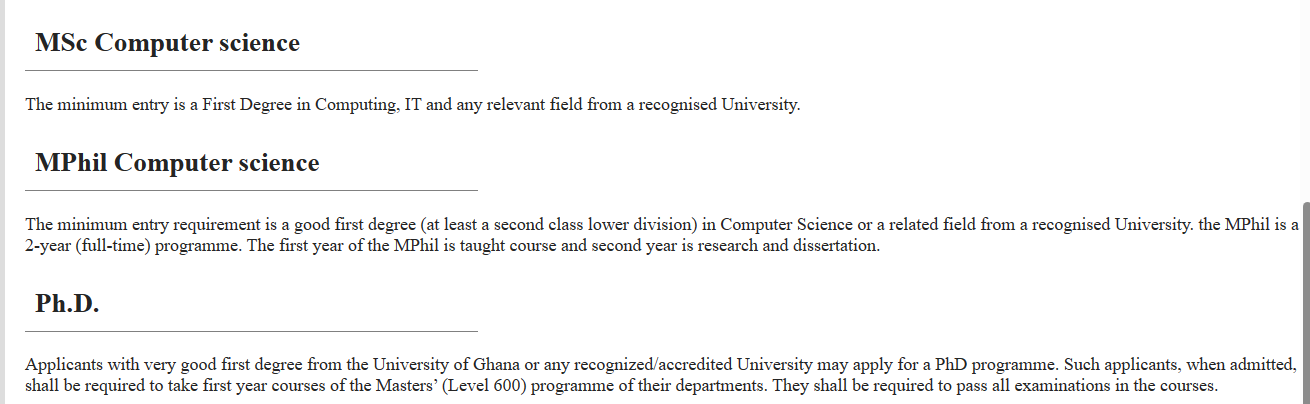 MSc Computer science
The minimum entry is a First Degree in Computing, IT and any relevant field from a recognised University.
MPhil Computer science
The minimum entry requirement is a good first degree (at least a second class lower division) in Computer Science or a related field from a recognised University. the MPhil is a
2-year (full-time) programme. The first year of the MPhil is taught course and second year is research and dissertation.
Ph.D.
Applicants with very good first degree from the University of Ghana or any recognized/accredited University may apply for a PhD programme. Such applicants, when admitted,
shall be required to take first year courses of the Masters’ (Level 600) programme of their departments. They shall be required to pass all examinations in the courses.